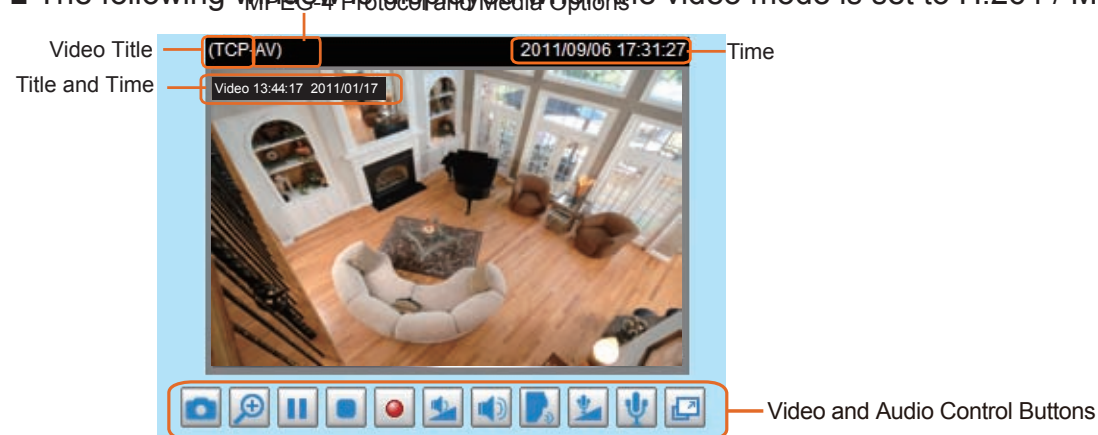 MPEG-4 Protocol and Media Options
Video Title
(TCP-AV)
2011/09/06 17:31:27
Time
Title and Time
Video 13:44:17 2011/01/17
Video and Audio Control Buttons